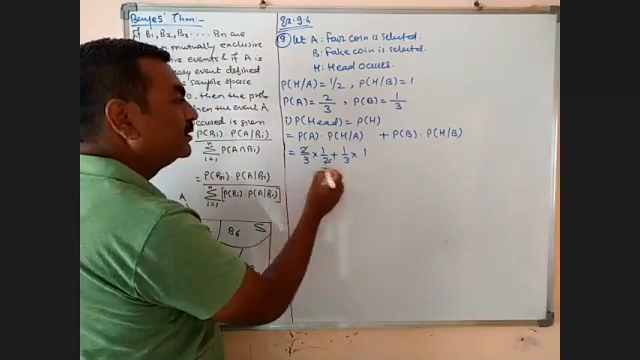 Bayes' Thm:-
If B1, B2, B3 ..... Bn are
mutually exclusive
events & if A is
event defined
sample space
then the prob.
when the event A
occured is given
P(Bi)·P(A|Bi)
Σ i=1 n P(A∩Bi)
= P(Bi)·P(A|Bi)
Σ i=1 n P(Bi)·P(A|Bi)
A
B6 S
Ex. 9.4
9) Let A: Fair coin is selected.
B: Fake coin is selected.
H: Head occurs.
P(H/A) = 1/2, P(H/B) = 1
P(A) = 2/3, P(B) = 1/3
i) P(Head) = P(H)
= P(A)·P(H/A) + P(B)·P(H/B)
= 2/3 × 1/2 + 1/3 × 1